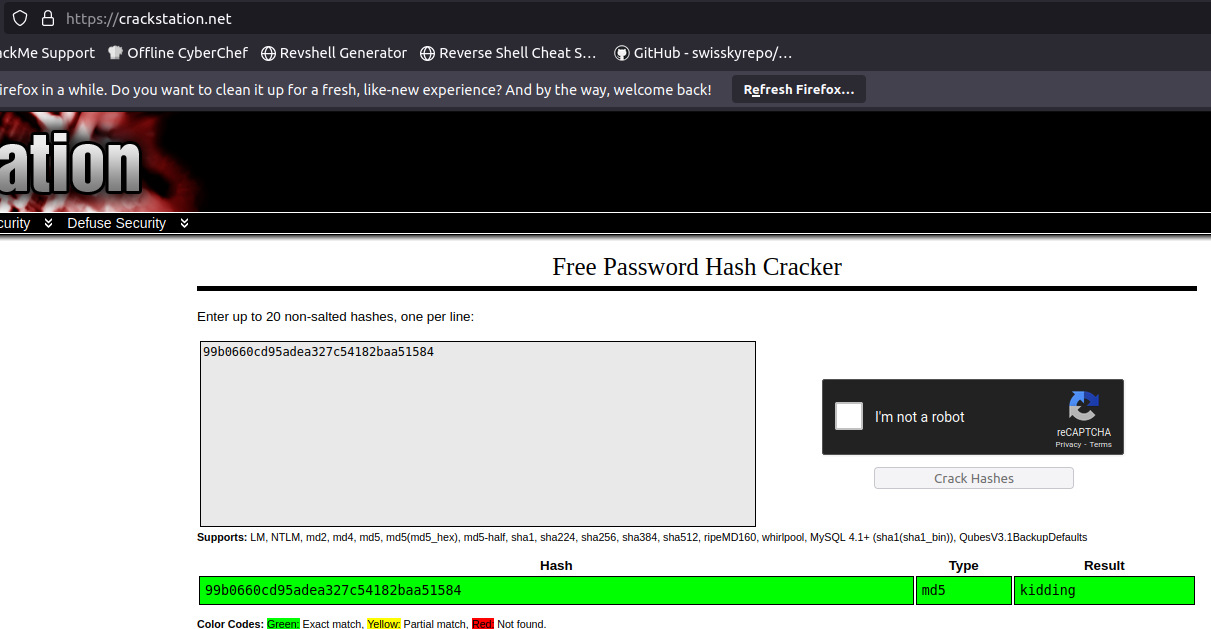 https://crackstation.net
ackMe Support Offline CyberChef Revshell Generator Reverse Shell Cheat S… GitHub - swisskyrepo/…
irefox in a while. Do you want to clean it up for a fresh, like-new experience? And by the way, welcome back! Refresh Firefox…
ation
curity Defuse Security
Free Password Hash Cracker
Enter up to 20 non-salted hashes, one per line:
99b0660cd95adea327c54182baa51584
I'm not a robot
reCAPTCHA
Privacy - Terms
Crack Hashes
Supports: LM, NTLM, md2, md4, md5, md5(md5_hex), md5-half, sha1, sha224, sha256, sha384, sha512, ripeMD160, whirlpool, MySQL 4.1+ (sha1(sha1_bin)), QubesV3.1BackupDefaults
Hash Type Result
99b0660cd95adea327c54182baa51584 md5 kidding
Color Codes: Green: Exact match, Yellow: Partial match, Red: Not found.